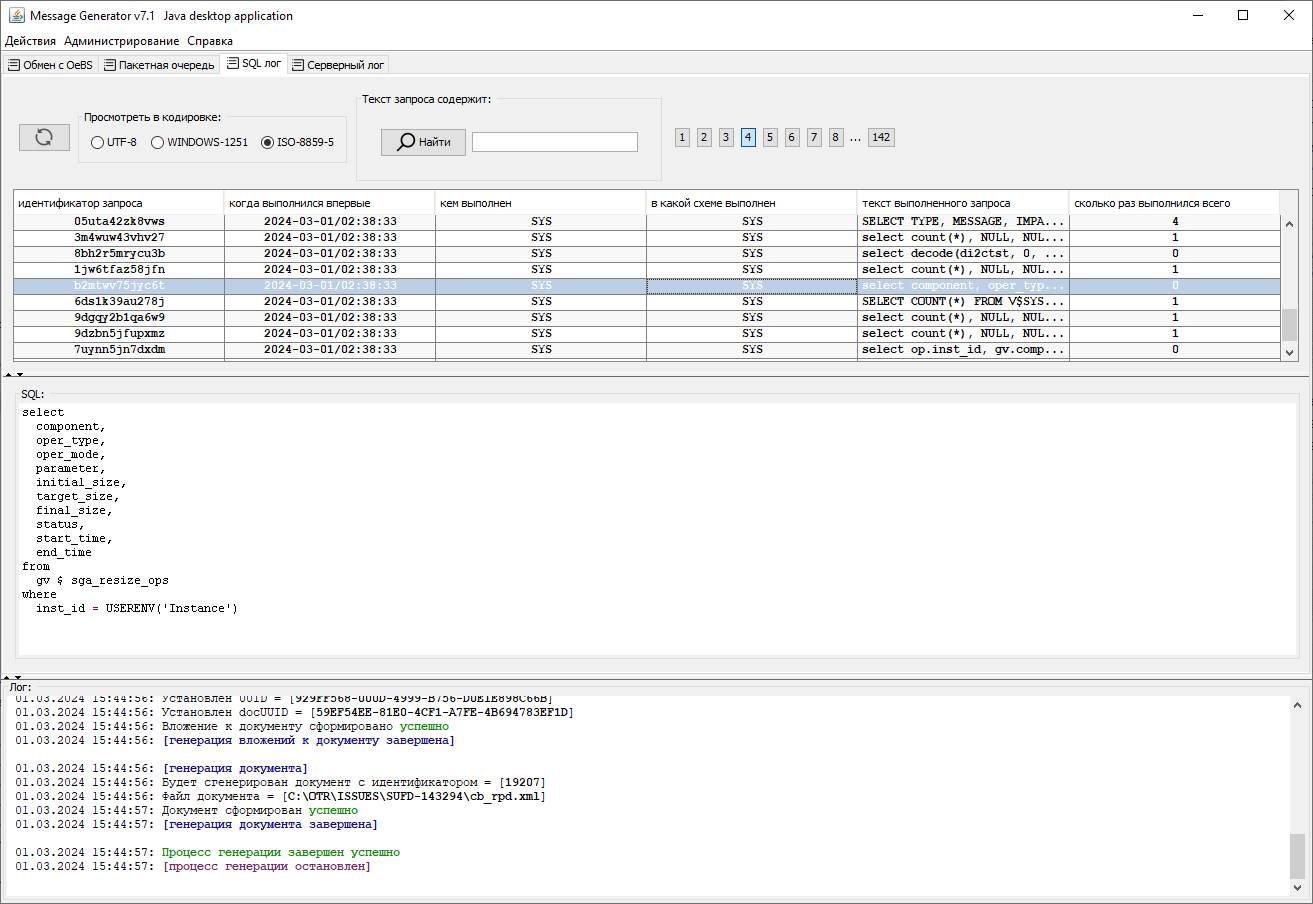 Message Generator v7.1 Java desktop application
Действия Администрирование Справка
Обмен с OeBS Пакетная очередь SQL лог Серверный лог
Просмотреть в кодировке:
UTF-8 WINDOWS-1251 ISO-8859-5
Текст запроса содержит:
Найти
1 2 3 4 5 6 7 8 ... 142
идентификатор запроса когда выполнился впервые кем выполнен в какой схеме выполнен текст выполненного запроса сколько раз выполнился всего
05uta42zk8vws 2024-03-01/02:38:33 SYS SYS SELECT TYPE, MESSAGE, IMPA... 4
3m4wuw43vhv27 2024-03-01/02:38:33 SYS SYS select count(*), NULL, NUL... 1
8bh2r5mrycu3b 2024-03-01/02:38:33 SYS SYS select decode(di2ctst, 0, ... 0
1jw6tfaz58jfn 2024-03-01/02:38:33 SYS SYS select count(*), NULL, NUL... 1
b2mtwv75jyc6t 2024-03-01/02:38:33 SYS SYS select component, oper_typ... 0
6ds1k39au278j 2024-03-01/02:38:33 SYS SYS SELECT COUNT(*) FROM V$SYS... 1
9dgqy2b1qa6w9 2024-03-01/02:38:33 SYS SYS select count(*), NULL, NUL... 1
9dzbn5jfupxmz 2024-03-01/02:38:33 SYS SYS select count(*), NULL, NUL... 1
7uynn5jn7dxdm 2024-03-01/02:38:33 SYS SYS select op.inst_id, gv.comp... 0
SQL:
select
component,
oper_type,
oper_mode,
parameter,
initial_size,
target_size,
final_size,
status,
start_time,
end_time
from
gv $ sga_resize_ops
where
inst_id = USERENV('Instance')
Лог:
01.03.2024 15:44:56: Установлен UUID = [929FF568-000D-4999-B756-D0E1E898C66B]
01.03.2024 15:44:56: Установлен docUUID = [59EF54EE-81E0-4CF1-A7FE-4B694783EF1D]
01.03.2024 15:44:56: Вложение к документу сформировано успешно
01.03.2024 15:44:56: [генерация вложений к документу завершена]
01.03.2024 15:44:56: [генерация документа]
01.03.2024 15:44:56: Будет сгенерирован документ с идентификатором = [19207]
01.03.2024 15:44:56: Файл документа = [C:\OTR\ISSUES\SUFD-143294\cb_rpd.xml]
01.03.2024 15:44:57: Документ сформирован успешно
01.03.2024 15:44:57: [генерация документа завершена]
01.03.2024 15:44:57: Процесс генерации завершен успешно
01.03.2024 15:44:57: [процесс генерации остановлен]